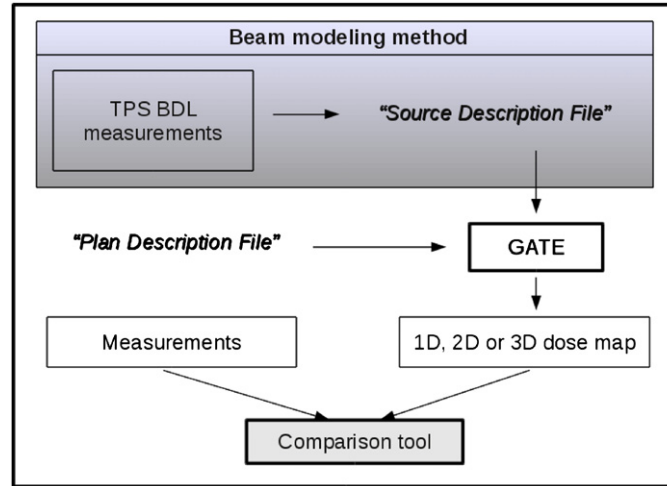 Beam modeling method
TPS BDL
measurements
“Source Description File”
“Plan Description File”
GATE
Measurements
1D, 2D or 3D dose map
Comparison tool